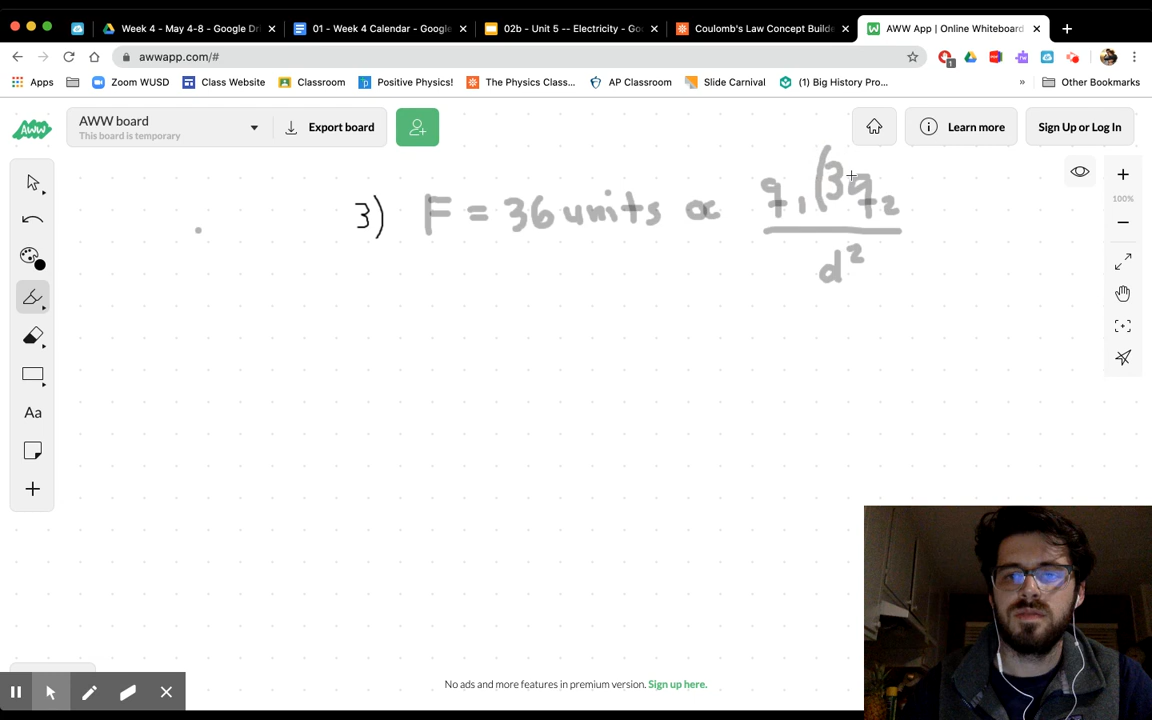 Week 4 - May 4-8 - Google Dri
01 - Week 4 Calendar - Google
02b - Unit 5 -- Electricity - Go
Coulomb's Law Concept Builde
AWW App | Online Whiteboard
awwapp.com/#
Apps
Zoom WUSD
Class Website
Classroom
Positive Physics!
The Physics Class...
AP Classroom
Slide Carnival
(1) Big History Pro...
»
Other Bookmarks
AWW
AWW board
This board is temporary
Export board
Learn more
Sign Up or Log In
100%
3) F = 36 units ∝ q₁(3q₂
d²
Aa
No ads and more features in premium version. Sign up here.